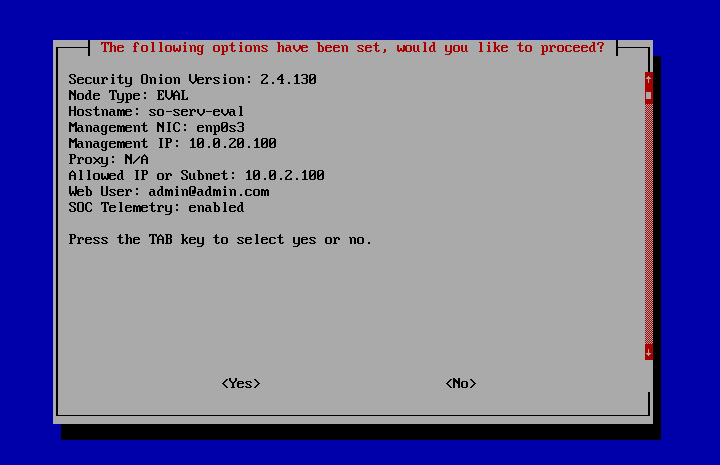 The following options have been set, would you like to proceed?
Security Onion Version: 2.4.130
Node Type: EVAL
Hostname: so-serv-eval
Management NIC: enp0s3
Management IP: 10.0.20.100
Proxy: N/A
Allowed IP or Subnet: 10.0.2.100
Web User: admin@admin.com
SOC Telemetry: enabled
Press the TAB key to select yes or no.
<Yes> <No>